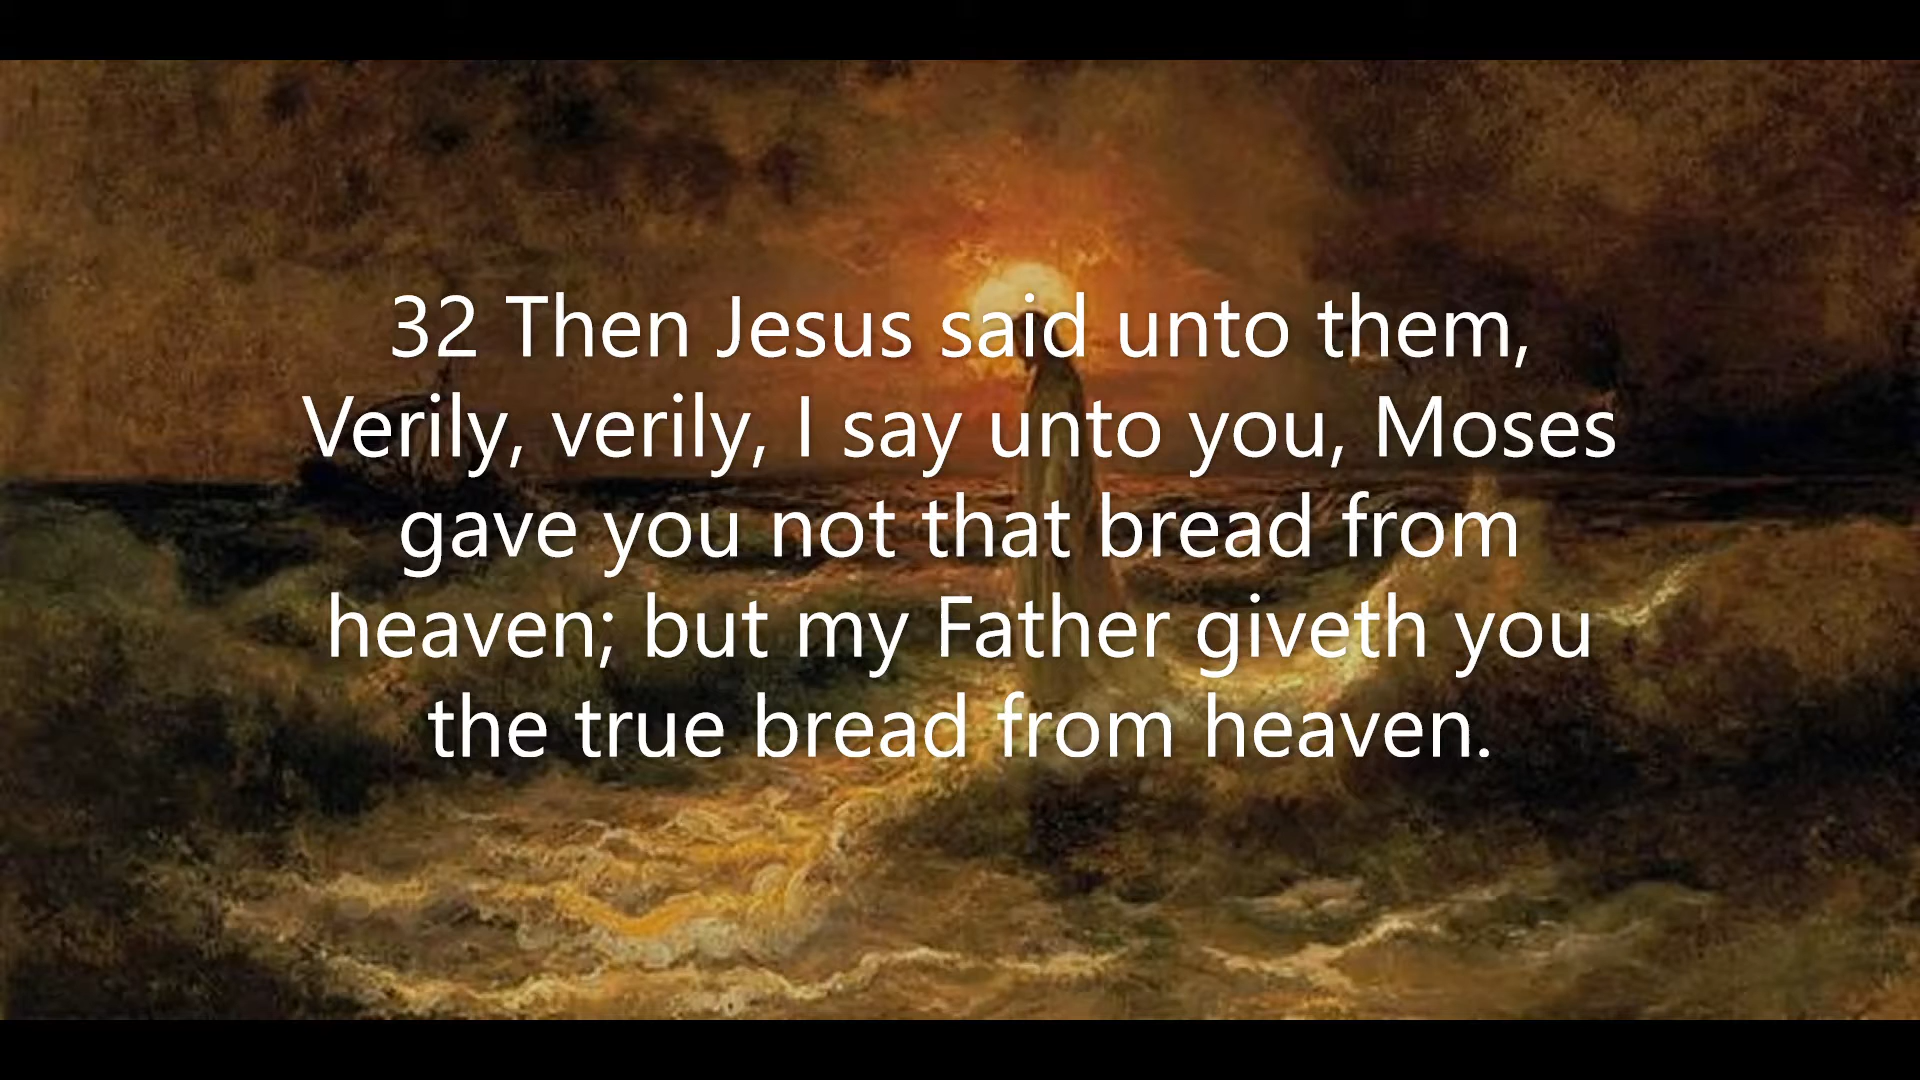 32 Then Jesus said unto them,
Verily, verily, I say unto you, Moses
gave you not that bread from
heaven; but my Father giveth you
the true bread from heaven.